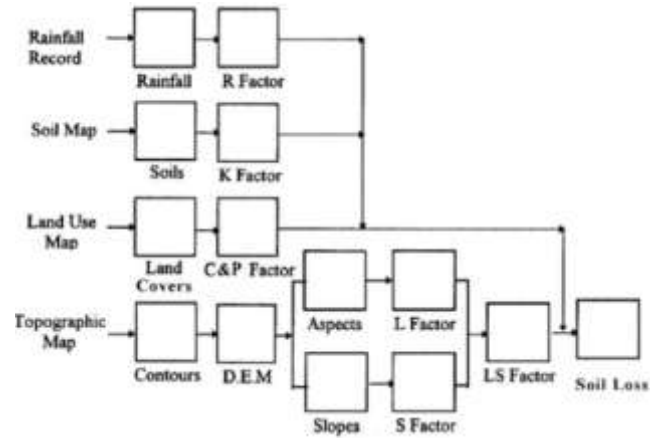 Rainfall
Record
Rainfall
R Factor
Soil Map
Soils
K Factor
Land Use
Map
Land
Covers
C&P Factor
Topographic
Map
Contours
D.E.M
Aspects
L Factor
Slopes
S Factor
LS Factor
Soil Loss